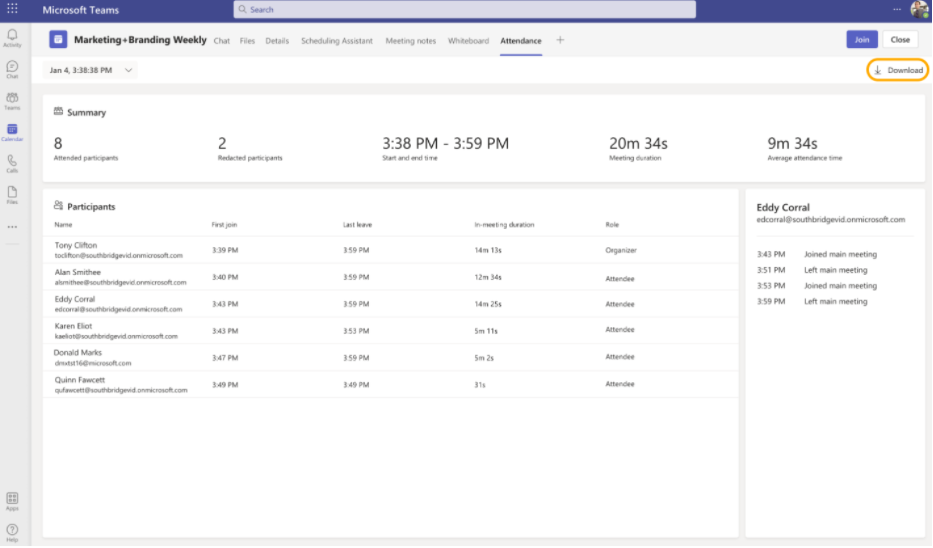 Microsoft Teams
Search
Activity
Chat
Teams
Calendar
Calls
Files
Apps
Help
Marketing+Branding Weekly Chat Files Details Scheduling Assistant Meeting notes Whiteboard Attendance
Join Close
Jan 4, 3:38:38 PM
Download
Summary
8 2 3:38 PM - 3:59 PM 20m 34s 9m 34s
Attended participants Redacted participants Start and end time Meeting duration Average attendance time
Participants
Name First join Last leave In-meeting duration Role
Tony Clifton
toclifton@southbridgevid.onmicrosoft.com
3:39 PM 3:59 PM 14m 13s Organizer
Alan Smithee
alsmithee@southbridgevid.onmicrosoft.com
3:40 PM 3:59 PM 12m 34s Attendee
Eddy Corral
edcorral@southbridgevid.onmicrosoft.com
3:43 PM 3:59 PM 14m 25s Attendee
Karen Eliot
kaeliot@southbridgevid.onmicrosoft.com
3:43 PM 3:53 PM 5m 11s Attendee
Donald Marks
dmxtst16@microsoft.com
3:47 PM 3:59 PM 5m 2s Attendee
Quinn Fawcett
qufawcett@southbridgevid.onmicrosoft.com
3:49 PM 3:49 PM 31s Attendee
Eddy Corral
edcorral@southbridgevid.onmicrosoft.com
3:43 PM Joined main meeting
3:51 PM Left main meeting
3:53 PM Joined main meeting
3:59 PM Left main meeting